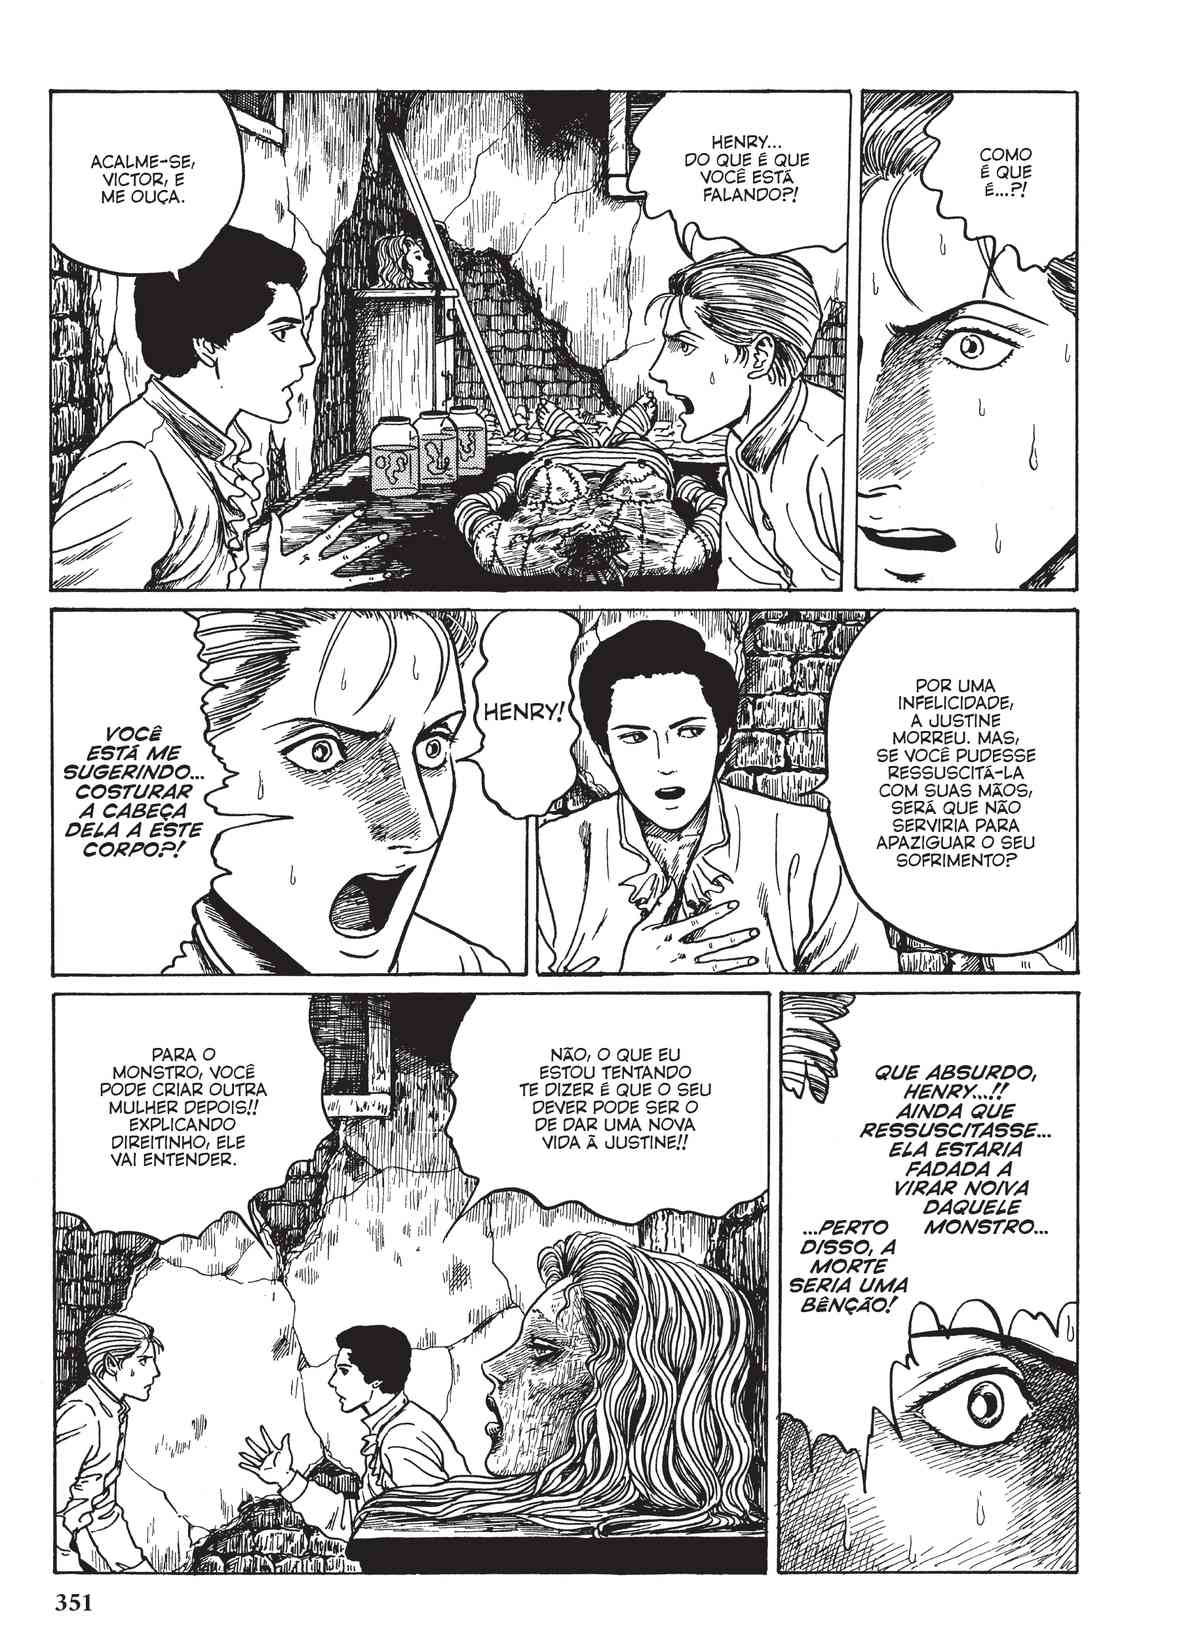 COMO
É QUE
É...?!
HENRY...
DO QUE É QUE
VOCÊ ESTÁ
FALANDO?!
ACALME-SE,
VICTOR, E
ME OUÇA.
POR UMA
INFELICIDADE,
A JUSTINE
MORREU. MAS,
SE VOCÊ PUDESSE
RESSUSCITÁ-LA
COM SUAS MÃOS,
SERÁ QUE NÃO
SERVIRIA PARA
APAZIGUAR O SEU
SOFRIMENTO?
HENRY!
VOCÊ
ESTÁ ME
SUGERINDO...
COSTURAR
A CABEÇA
DELA A ESTE
CORPO?!
QUE ABSURDO,
HENRY...!!
AINDA QUE
RESSUSCITASSE...
ELA ESTARIA
FADADA A
VIRAR NOIVA
DAQUELE
MONSTRO...
...PERTO
DISSO, A
MORTE
SERIA UMA
BÊNÇÃO!
NÃO, O QUE EU
ESTOU TENTANDO
TE DIZER É QUE O SEU
DEVER PODE SER O
DE DAR UMA NOVA
VIDA À JUSTINE!!
PARA O
MONSTRO, VOCÊ
PODE CRIAR OUTRA
MULHER DEPOIS!!
EXPLICANDO
DIREITINHO, ELE
VAI ENTENDER.
351